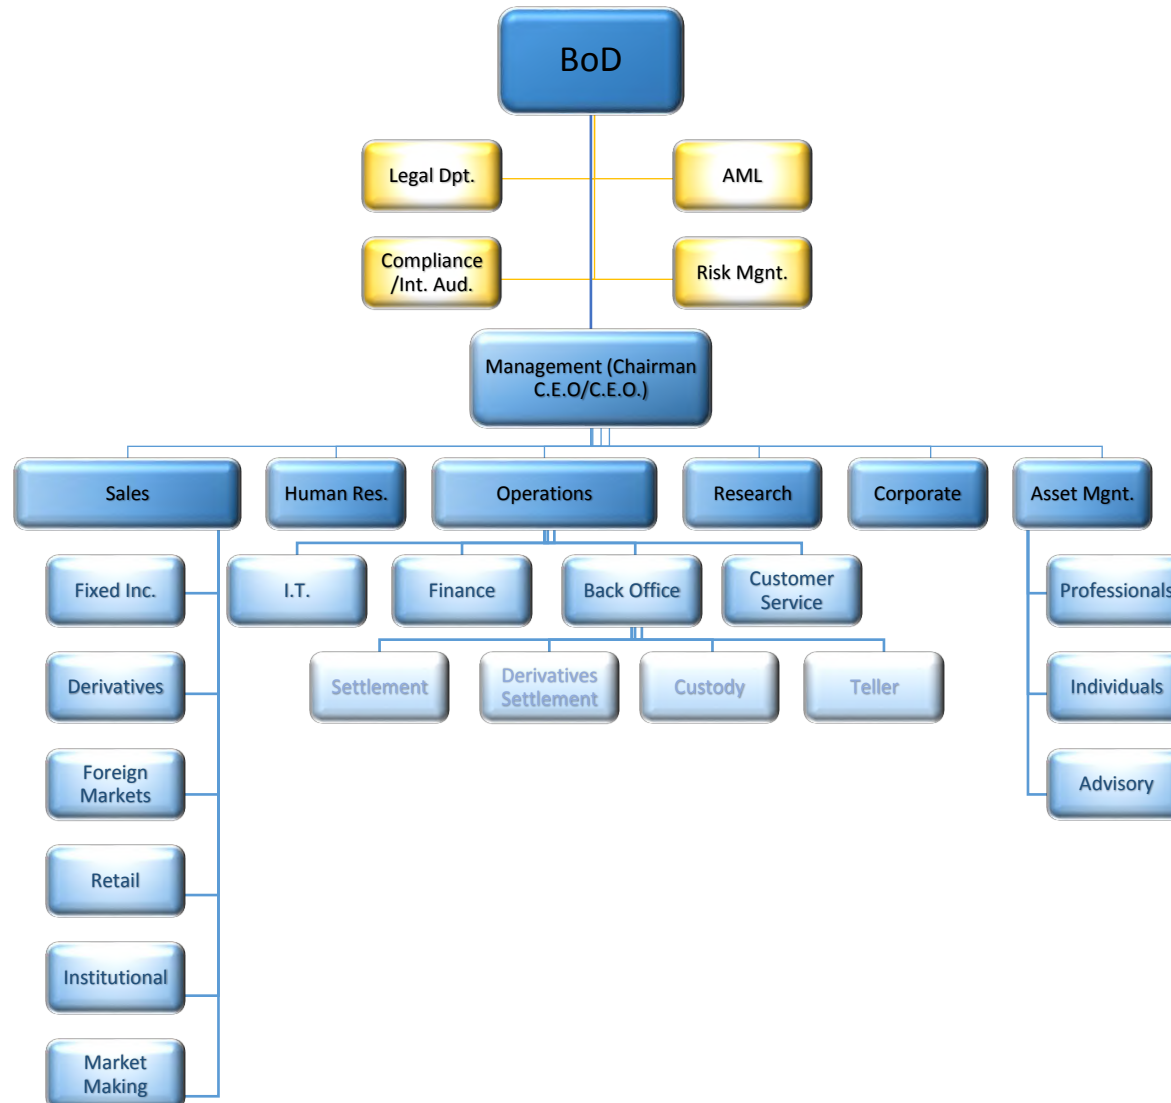 BoD
Legal Dpt.
AML
Compliance
/Int. Aud.
Risk Mgnt.
Management (Chairman
C.E.O/C.E.O.)
Sales
Human Res.
Operations
Research
Corporate
Asset Mgnt.
Fixed Inc.
I.T.
Finance
Back Office
Customer
Service
Professionals
Derivatives
Settlement
Derivatives
Settlement
Custody
Teller
Individuals
Foreign
Markets
Advisory
Retail
Institutional
Market
Making